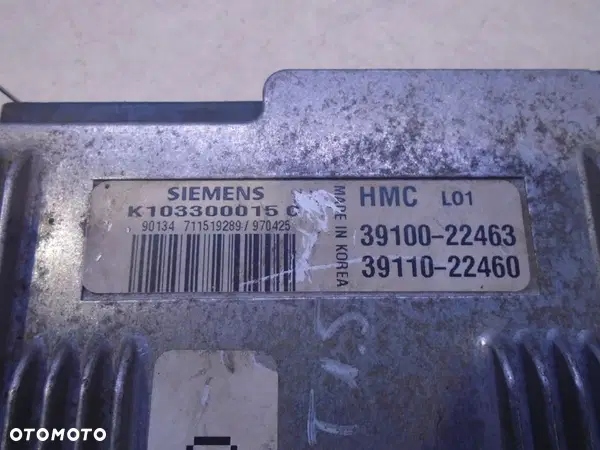 SIEMENS
K103300015 C
90134 711519289/970425
MADE IN KOREA
HMC L01
39100-22463
39110-22460
OTOMOTO